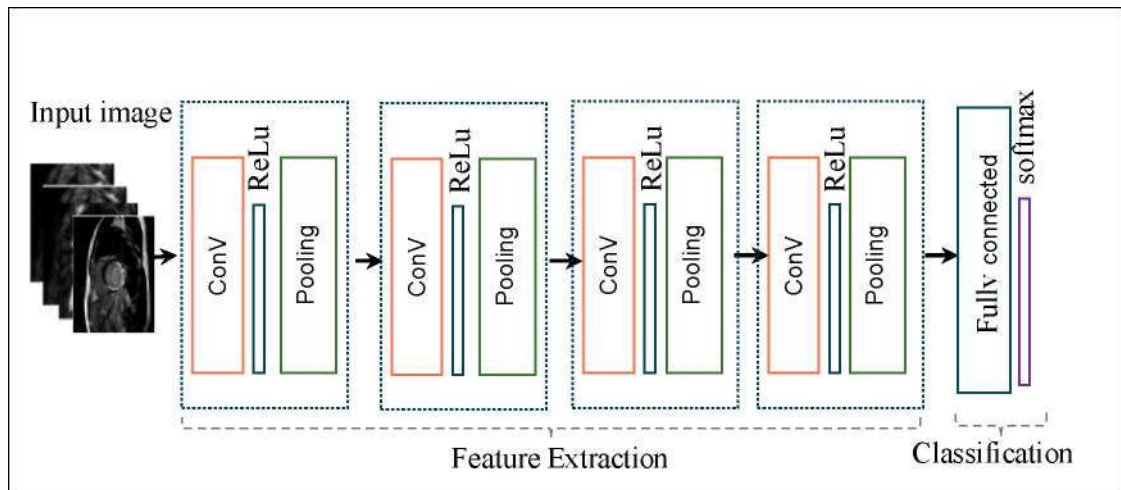 Input image
ConV
ReLu
Pooling
ConV
ReLu
Pooling
ConV
ReLu
Pooling
ConV
ReLu
Pooling
Fully connected
softmax
Feature Extraction
Classification